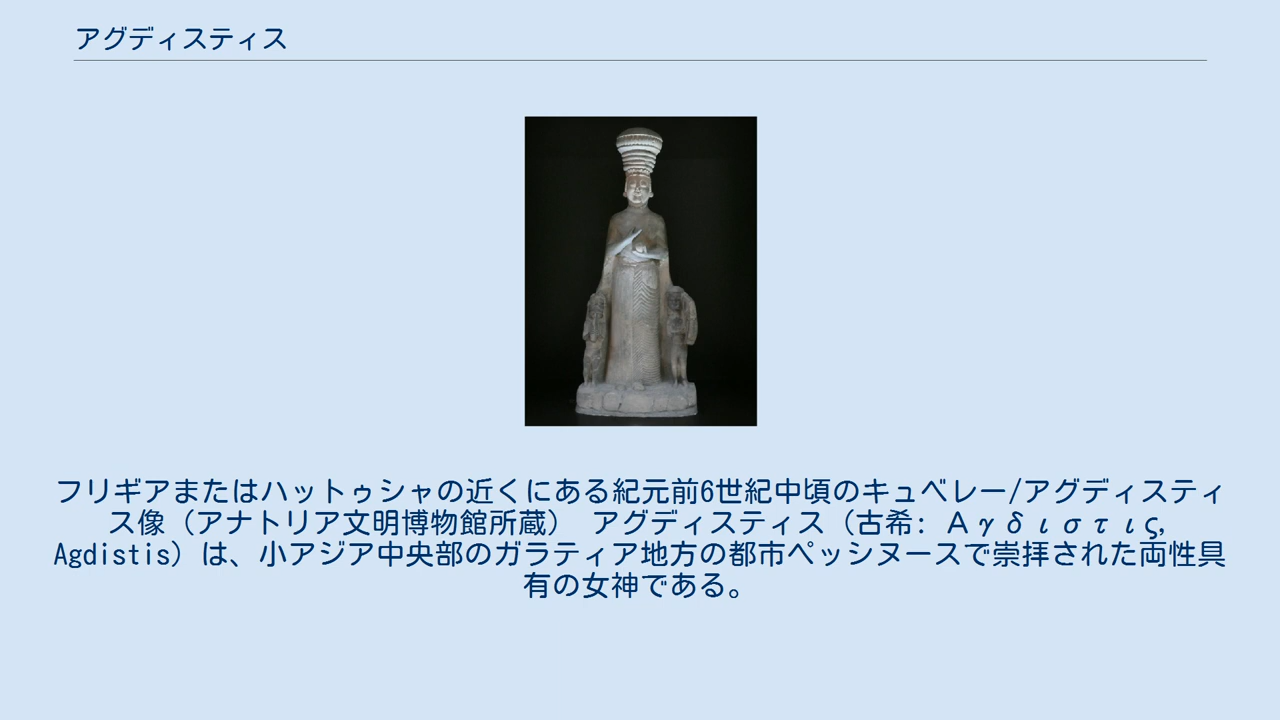 アグディスティス
フリギアまたはハットゥシャの近くにある紀元前6世紀中頃のキュベレー/アグディスティ
ス像（アナトリア文明博物館所蔵） アグディスティス（古希: Ἄγδιστις,
Agdistis）は、小アジア中央部のガラティア地方の都市ペッシヌースで崇拝された両性具
有の女神である。